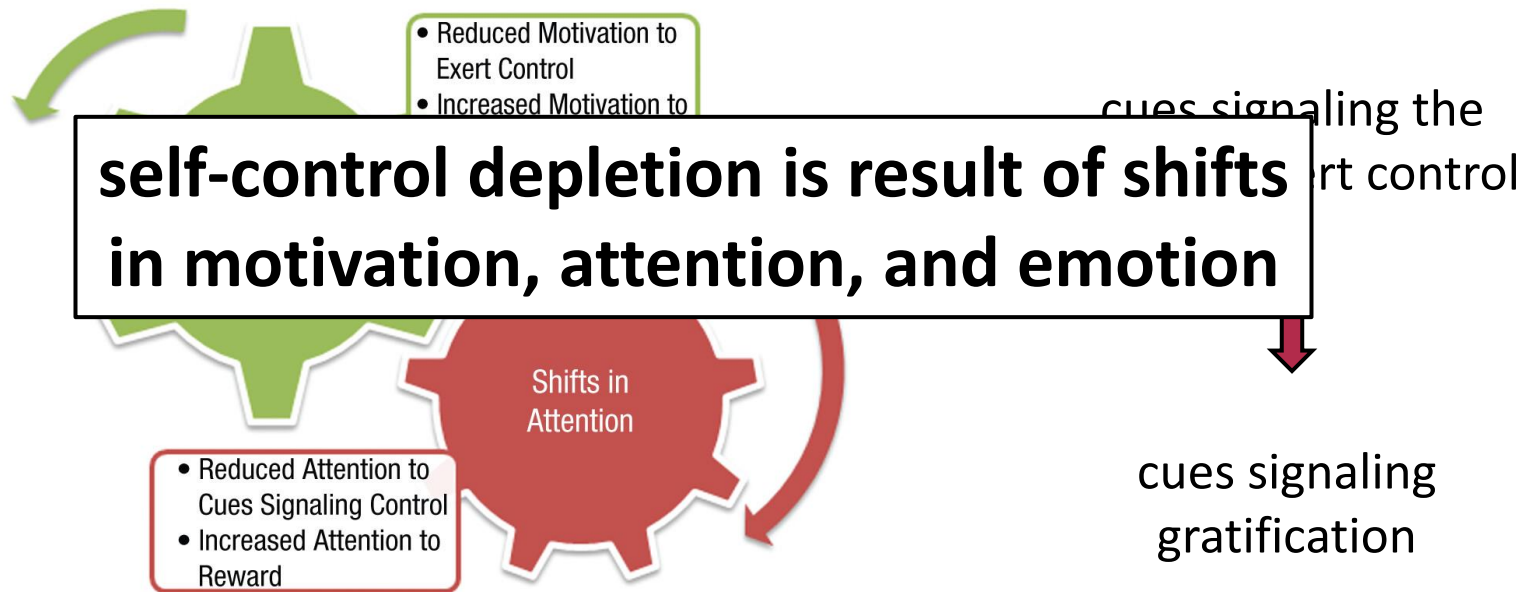 • Reduced Motivation to
Exert Control
• Increased Motivation to
cues signaling the
rt control
self-control depletion is result of shifts
in motivation, attention, and emotion
Shifts in
Attention
• Reduced Attention to
Cues Signaling Control
• Increased Attention to
Reward
cues signaling
gratification